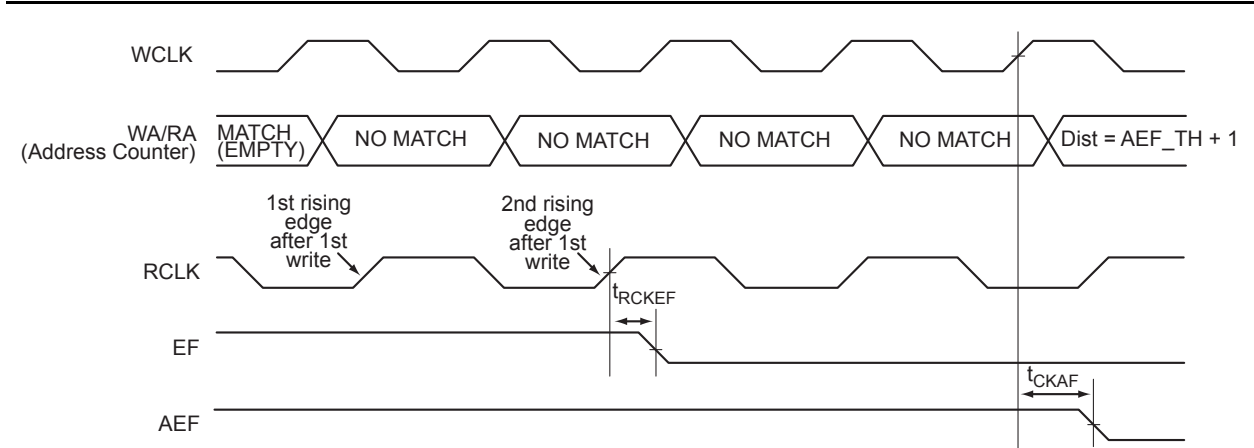 WCLK
WA/RA
(Address Counter)
MATCH
(EMPTY)
NO MATCH
NO MATCH
NO MATCH
NO MATCH
Dist = AEF_TH + 1
1st rising
edge
after 1st
write
2nd rising
edge
after 1st
write
RCLK
tRCKEF
EF
tCKAF
AEF